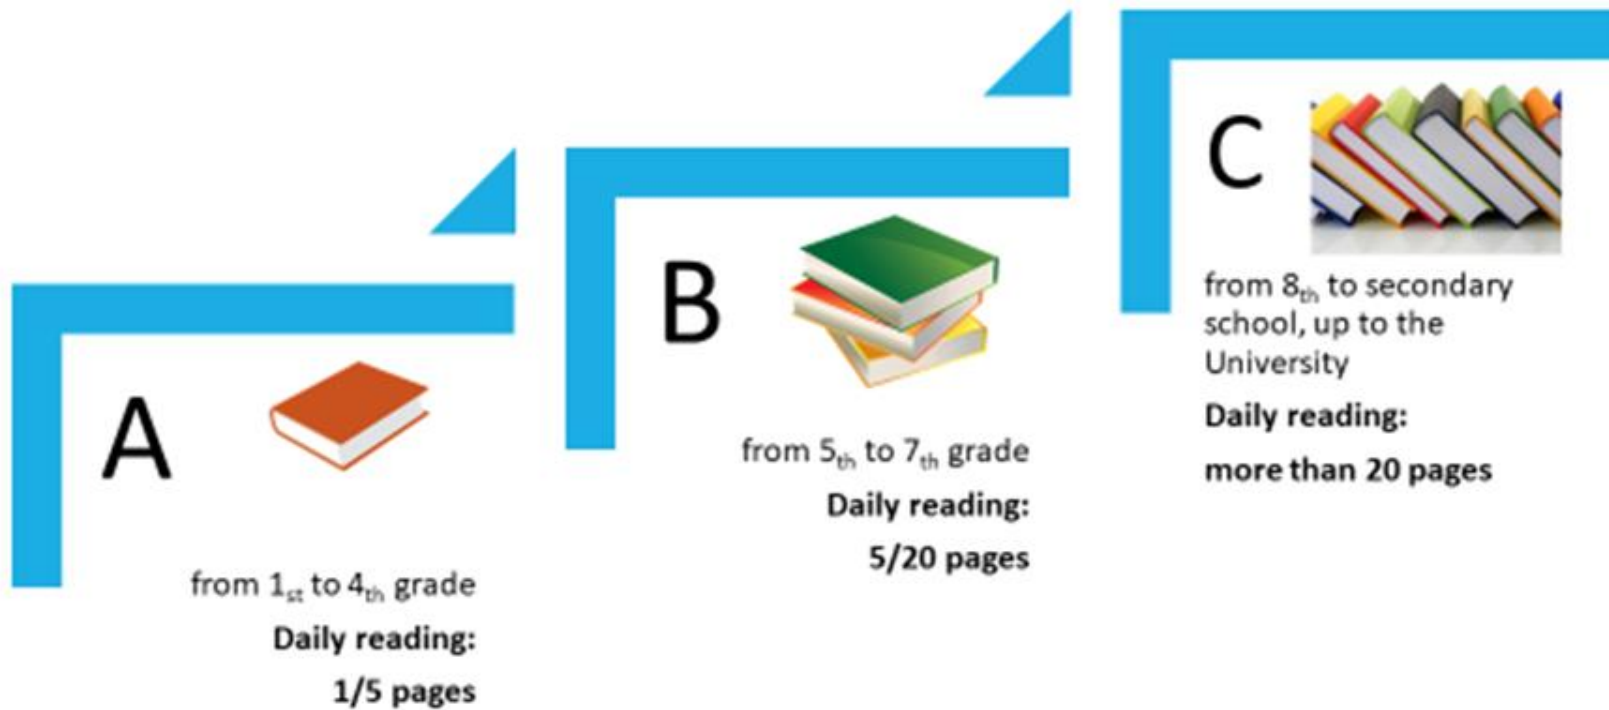 A
from 1st to 4th grade
Daily reading:
1/5 pages
B
from 5th to 7th grade
Daily reading:
5/20 pages
C
from 8th to secondary
school, up to the
University
Daily reading:
more than 20 pages